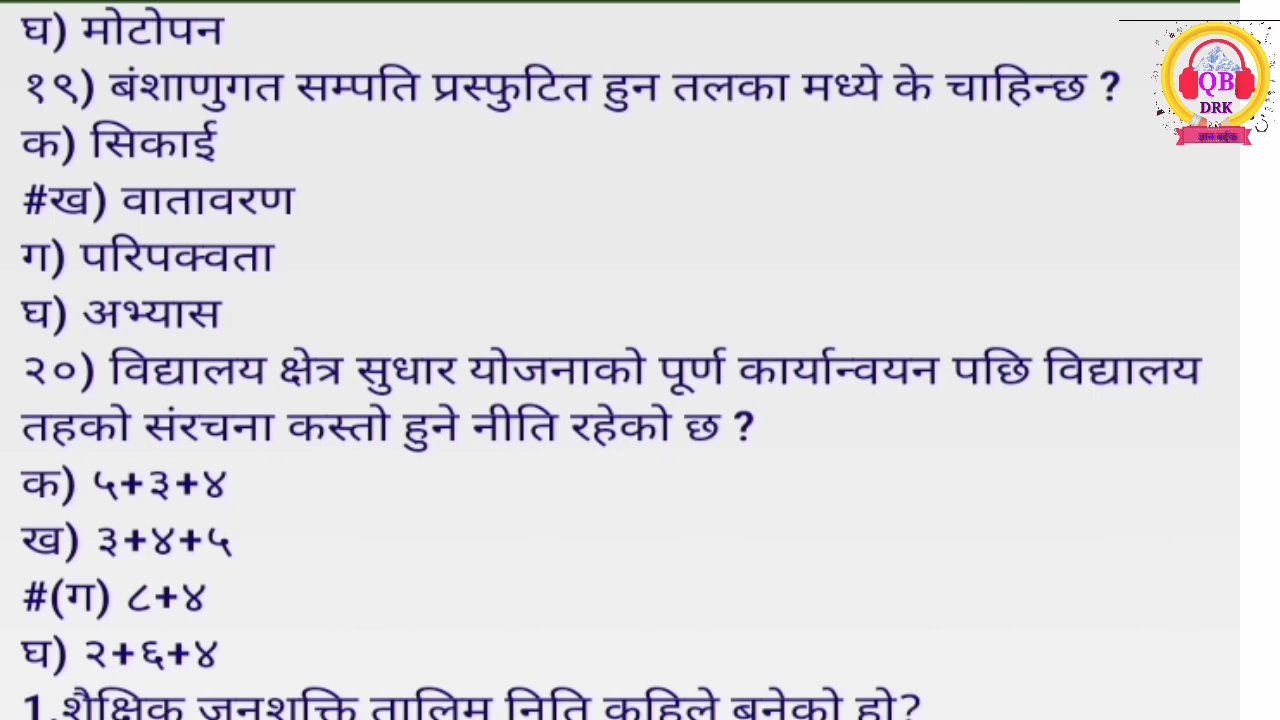 घ) मोटोपन
१९) बंशाणुगत सम्पति प्रस्फुटित हुन तलका मध्ये के चाहिन्छ ?
क) सिकाई
#ख) वातावरण
ग) परिपक्वता
घ) अभ्यास
२०) विद्यालय क्षेत्र सुधार योजनाको पूर्ण कार्यान्वयन पछि विद्यालय
तहको संरचना कस्तो हुने नीति रहेको छ ?
क) ५+३+४
ख) ३+४+५
#(ग) ८+४
घ) २+६+४
1.शैक्षिक जनशक्ति तालिम निति कहिले बनेको हो?
QB
DRK